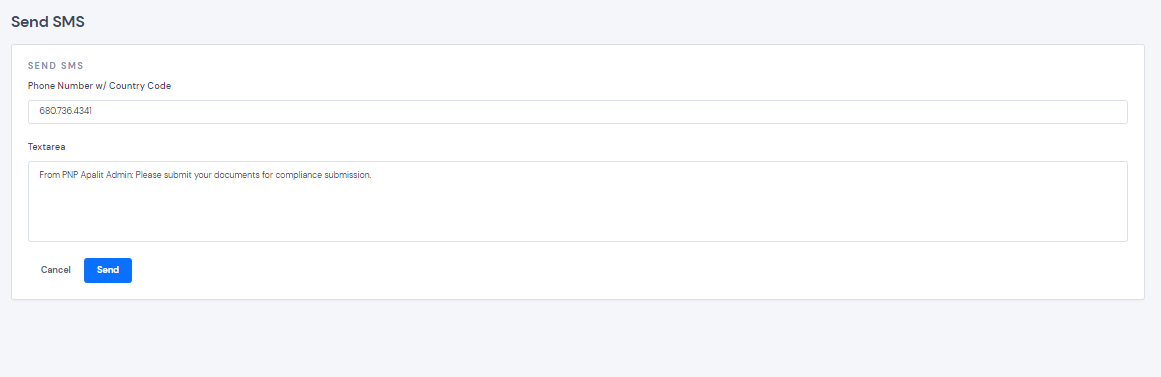 Send SMS
SEND SMS
Phone Number w/ Country Code
680.736.4341
Textarea
From PNP Apalit Admin: Please submit your documents for compliance submission.
Cancel Send